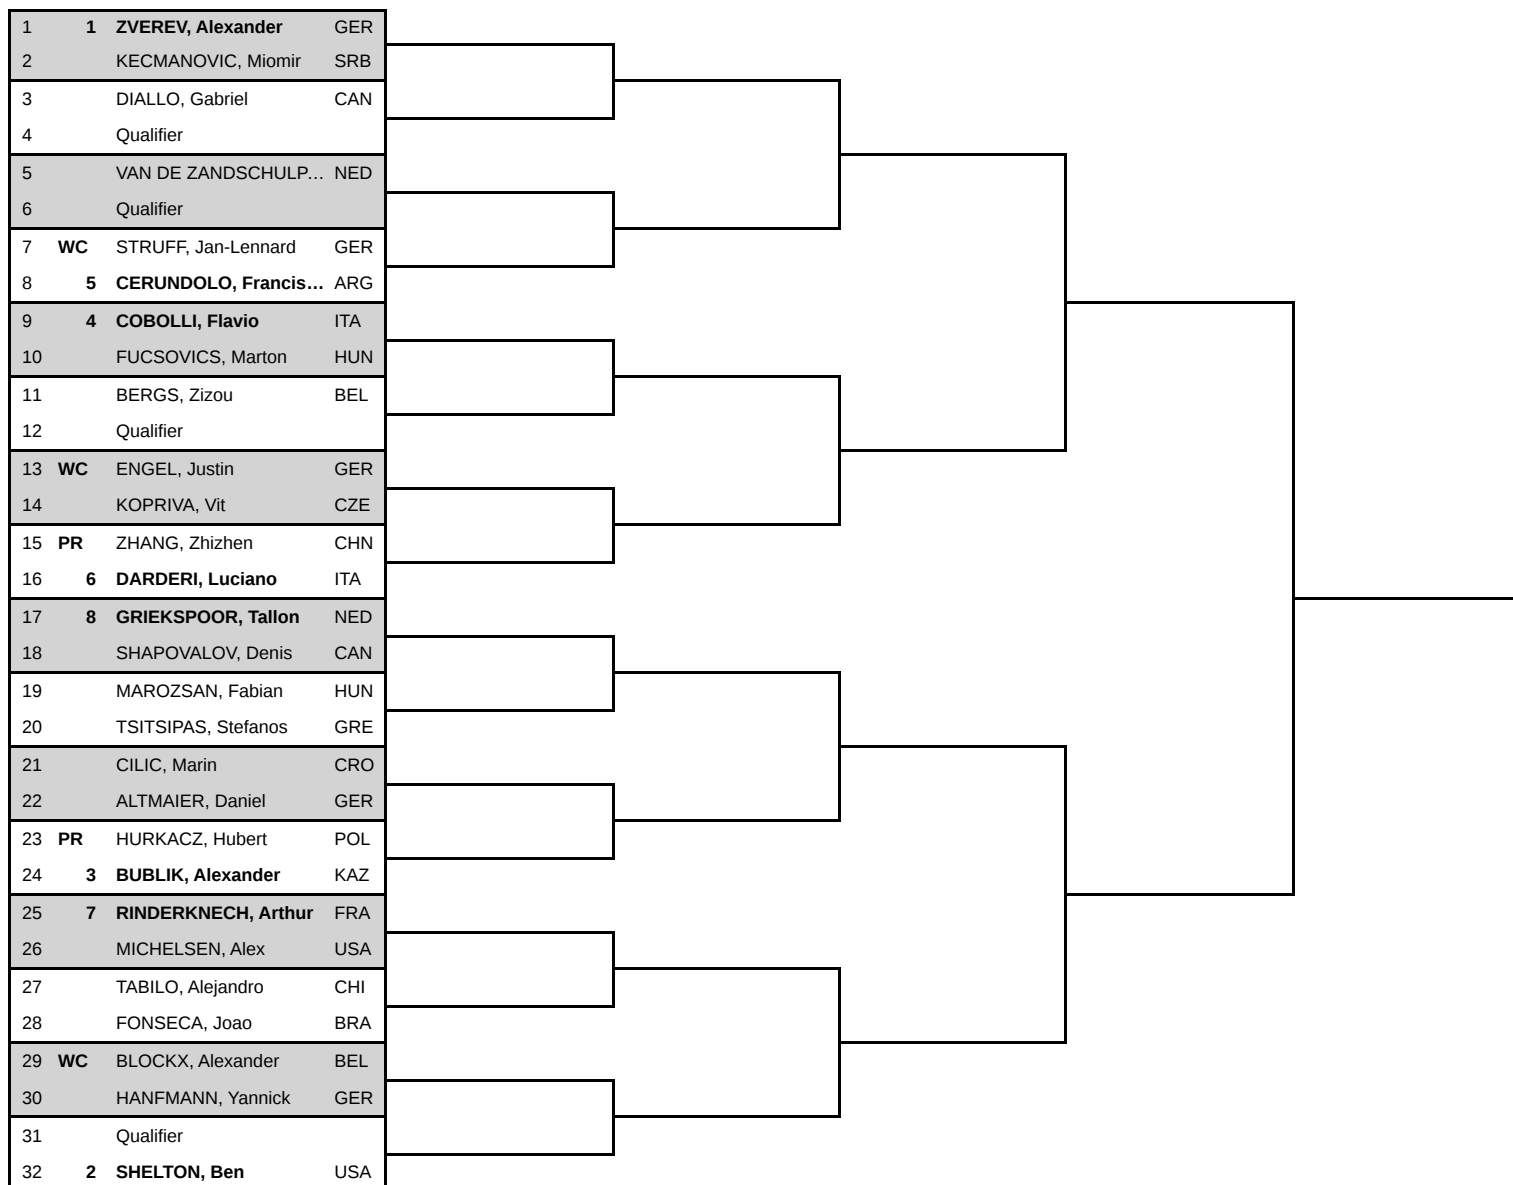 1 1 ZVEREV, Alexander GER
2 KECMANOVIC, Miomir SRB
3 DIALLO, Gabriel CAN
4 Qualifier
5 VAN DE ZANDSCHULP... NED
6 Qualifier
7 WC STRUFF, Jan-Lennard GER
8 5 CERUNDOLO, Francis... ARG
9 4 COBOLLI, Flavio ITA
10 FUCSOVICS, Marton HUN
11 BERGS, Zizou BEL
12 Qualifier
13 WC ENGEL, Justin GER
14 KOPRIVA, Vit CZE
15 PR ZHANG, Zhizhen CHN
16 6 DARDERI, Luciano ITA
17 8 GRIEKSPOOR, Tallon NED
18 SHAPOVALOV, Denis CAN
19 MAROZSAN, Fabian HUN
20 TSITSIPAS, Stefanos GRE
21 CILIC, Marin CRO
22 ALTMAIER, Daniel GER
23 PR HURKACZ, Hubert POL
24 3 BUBLIK, Alexander KAZ
25 7 RINDERKNECH, Arthur FRA
26 MICHELSEN, Alex USA
27 TABILO, Alejandro CHI
28 FONSECA, Joao BRA
29 WC BLOCKX, Alexander BEL
30 HANFMANN, Yannick GER
31 Qualifier
32 2 SHELTON, Ben USA